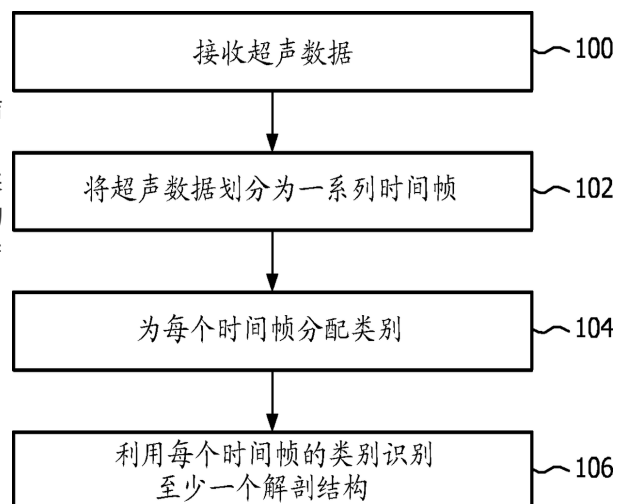 接收超声数据
100
将超声数据划分为一系列时间帧
102
为每个时间帧分配类别
104
利用每个时间帧的类别识别
至少一个解剖结构
106